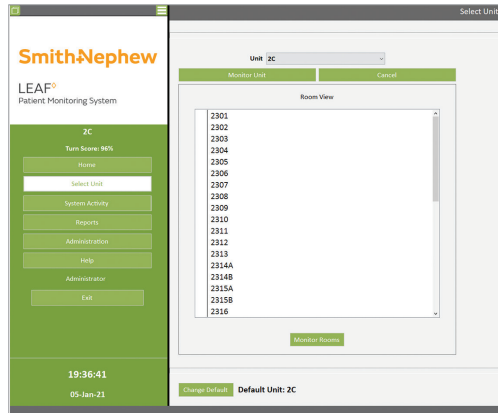 Select Unit
Smith+Nephew
LEAF◊
Patient Monitoring System
2C
Turn Score: 96%
Home
Select Unit
System Activity
Reports
Administration
Help
Administrator
Exit
19:36:41
05-Jan-21
Unit 2C
Monitor Unit Cancel
Room View
2301
2302
2303
2304
2305
2306
2307
2308
2309
2310
2311
2312
2313
2314A
2314B
2315A
2315B
2316
Monitor Rooms
Change Default Default Unit: 2C